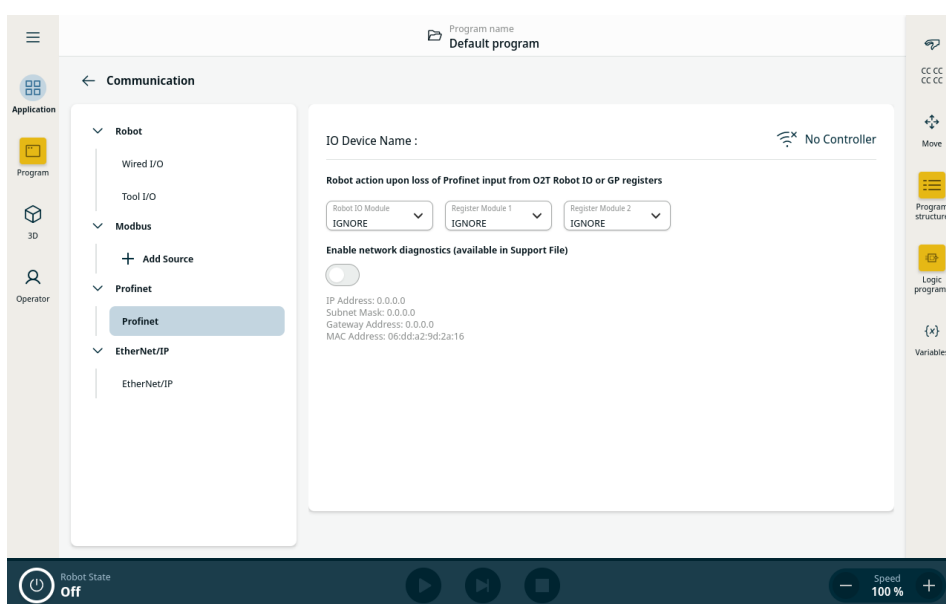 Program name
Default program
Application
Program
3D
Operator
Communication
Robot
Wired I/O
Tool I/O
Modbus
Add Source
Profinet
Profinet
EtherNet/IP
EtherNet/IP
IO Device Name :
No Controller
Robot action upon loss of Profinet input from O2T Robot IO or GP registers
Robot IO Module
IGNORE
Register Module 1
IGNORE
Register Module 2
IGNORE
Enable network diagnostics (available in Support File)
IP Address: 0.0.0.0
Subnet Mask: 0.0.0.0
Gateway Address: 0.0.0.0
MAC Address: 06:dd:a2:9d:2a:16
CC CC
CC CC
Move
Program
structure
Logic
program
{x}
Variables
Robot State
Off
Speed
100 %